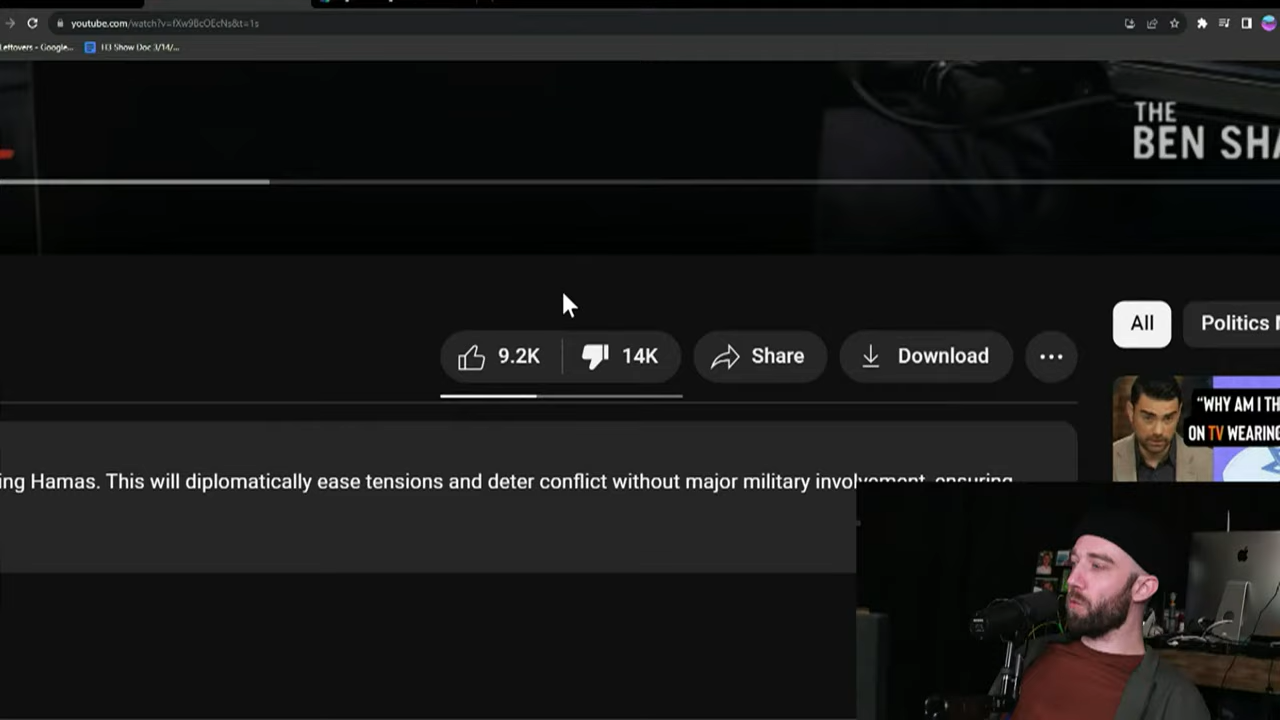 youtube.com/watch?v=fXw9BcOEcNs&t=1s
Leftovers - Google... H3 Show Doc 3/14/...
THE
BEN SHA
9.2K 14K Share Download
All Politics
"WHY AM I TH
ON TV WEARING
ing Hamas. This will diplomatically ease tensions and deter conflict without major military involvement, ensuring